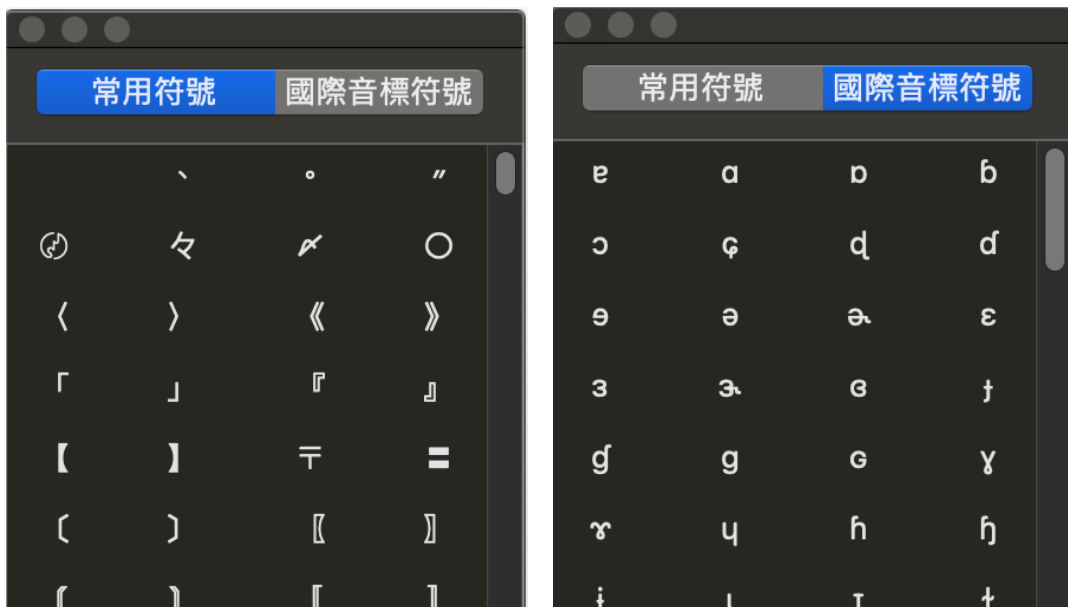 常用符號 國際音標符號
、 ° 〃
々 〆 〇
〈 〉 《 》
「 」 『 』
【 】 〒 〓
〔 〕 〖 〗
常用符號 國際音標符號
ɐ ɑ ɒ ɓ
ɔ ɕ ɖ ɗ
ɘ ə ɚ ɛ
ɜ ɝ ɞ ɟ
ɠ ɡ ɢ ɣ
ɤ ɥ ɦ ɧ